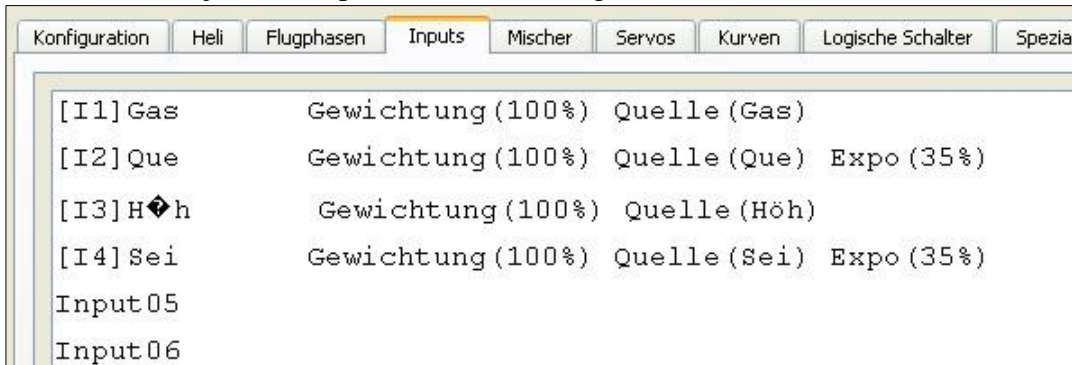 Konfiguration Heli Flugphasen Inputs Mischer Servos Kurven Logische Schalter Spezia
[I1]Gas Gewichtung(100%) Quelle(Gas)
[I2]Que Gewichtung(100%) Quelle(Que) Expo(35%)
[I3]H�h Gewichtung(100%) Quelle(Höh)
[I4]Sei Gewichtung(100%) Quelle(Sei) Expo(35%)
Input05
Input06